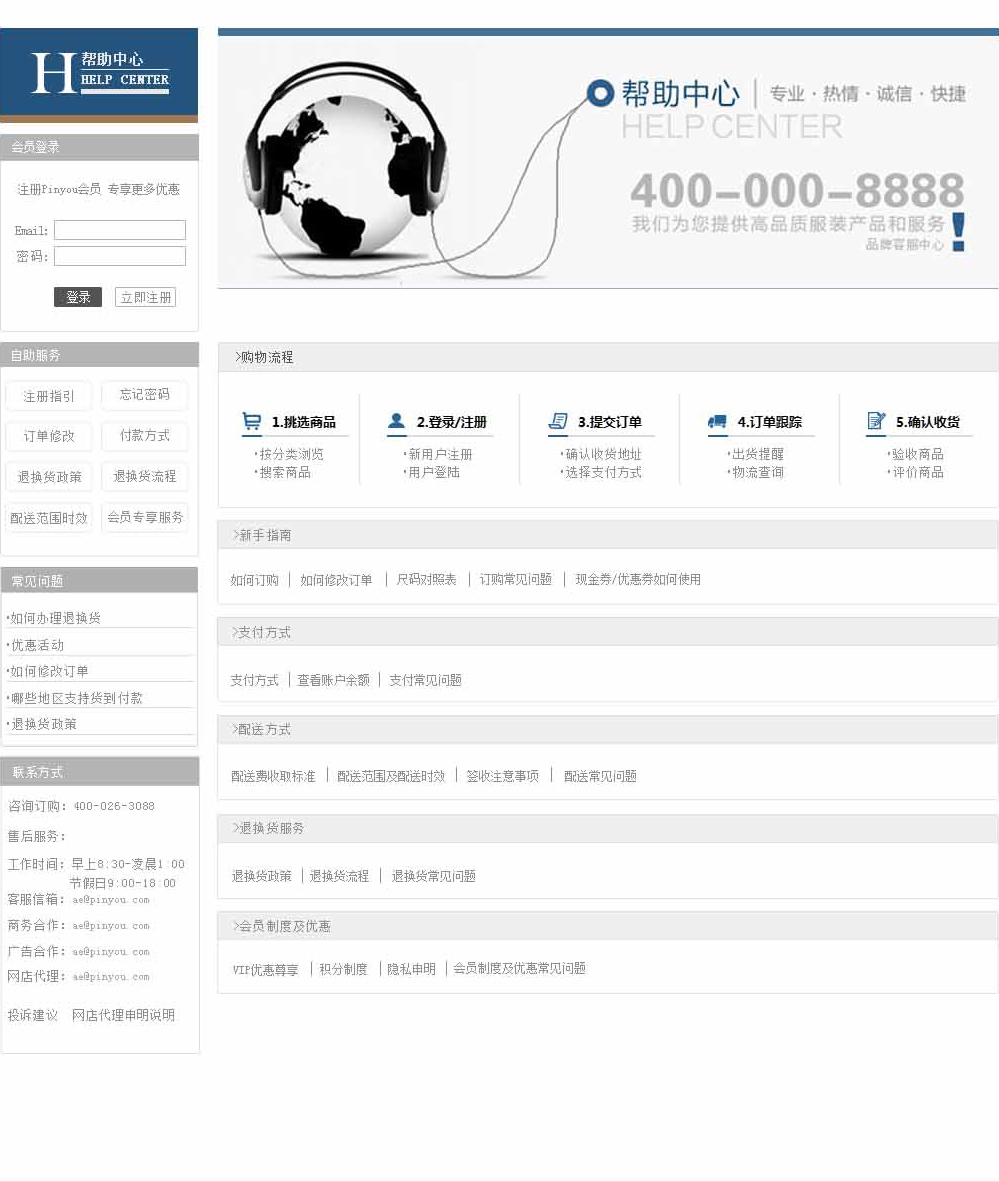 H 帮助中心
HELP CENTER
会员登录
注册Pinyou会员 专享更多优惠
Email:
密码:
登录 立即注册
自助服务
注册指引 忘记密码
订单修改 付款方式
退换货政策 退换货流程
配送范围时效 会员专享服务
常见问题
·如何办理退换货
·优惠活动
·如何修改订单
·哪些地区支持货到付款
·退换货政策
联系方式
咨询订购: 400-026-3088
售后服务:
工作时间: 早上8:30-凌晨1:00
节假日9:00-18:00
客服信箱: ae@pinyou.com
商务合作: ae@pinyou.com
广告合作: ae@pinyou.com
网店代理: ae@pinyou.com
投诉建议 网店代理申明说明
帮助中心 | 专业·热情·诚信·快捷
HELP CENTER
400-000-8888
我们为您提供高品质服装产品和服务!
品牌客服中心
>购物流程
1.挑选商品
·按分类浏览
·搜索商品
2.登录/注册
·新用户注册
·用户登陆
3.提交订单
·确认收货地址
·选择支付方式
4.订单跟踪
·出货提醒
·物流查询
5.确认收货
·验收商品
·评价商品
>新手指南
如何订购 | 如何修改订单 | 尺码对照表 | 订购常见问题 | 现金券/优惠券如何使用
>支付方式
支付方式 | 查看账户余额 | 支付常见问题
>配送方式
配送费收取标准 | 配送范围及配送时效 | 签收注意事项 | 配送常见问题
>退换货服务
退换货政策 | 退换货流程 | 退换货常见问题
>会员制度及优惠
VIP优惠尊享 | 积分制度 | 隐私申明 | 会员制度及优惠常见问题